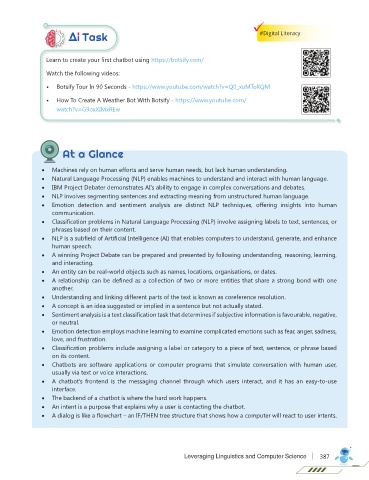 Ai Task
#Digital Literacy
Learn to create your first chatbot using https://botsify.com/
Watch the following videos:
• Botsify Tour In 90 Seconds - https://www.youtube.com/watch?v=Q0_xuMToRQM
• How To Create A Weather Bot With Botsify - https://www.youtube.com/
At a Glance
• Machines rely on human efforts and serve human needs, but lack human understanding.
• Natural Language Processing (NLP) enables machines to understand and interact with human language.
• IBM Project Debater demonstrates AI's ability to engage in complex conversations and debates.
• NLP involves segmenting sentences and extracting meaning from unstructured human language.
• Emotion detection and sentiment analysis are distinct NLP techniques, offering insights into human
communication.
• Classification problems in Natural Language Processing (NLP) involve assigning labels to text, sentences, or
phrases based on their content.
• NLP is a subfield of Artificial Intelligence (AI) that enables computers to understand, generate, and enhance
human speech.
• A winning Project Debate can be prepared and presented by following understanding, reasoning, learning,
and interacting.
• An entity can be real-world objects such as names, locations, organisations, or dates.
• A relationship can be defined as a collection of two or more entities that share a strong bond with one
another.
• Understanding and linking different parts of the text is known as coreference resolution.
• A concept is an idea suggested or implied in a sentence but not actually stated.
• Sentiment analysis is a text classification task that determines if subjective information is favourable, negative,
or neutral.
• Emotion detection employs machine learning to examine complicated emotions such as fear, anger, sadness,
love, and frustration.
• Classification problems include assigning a label or category to a piece of text, sentence, or phrase based
on its content.
• Chatbots are software applications or computer programs that simulate conversation with human user,
usually via text or voice interactions.
• A chatbot's frontend is the messaging channel through which users interact, and it has an easy-to-use
interface.
• The backend of a chatbot is where the hard work happens.
• An intent is a purpose that explains why a user is contacting the chatbot.
• A dialog is like a flowchart – an IF/THEN tree structure that shows how a computer will react to user intents.
Leveraging Linguistics and Computer Science | 387